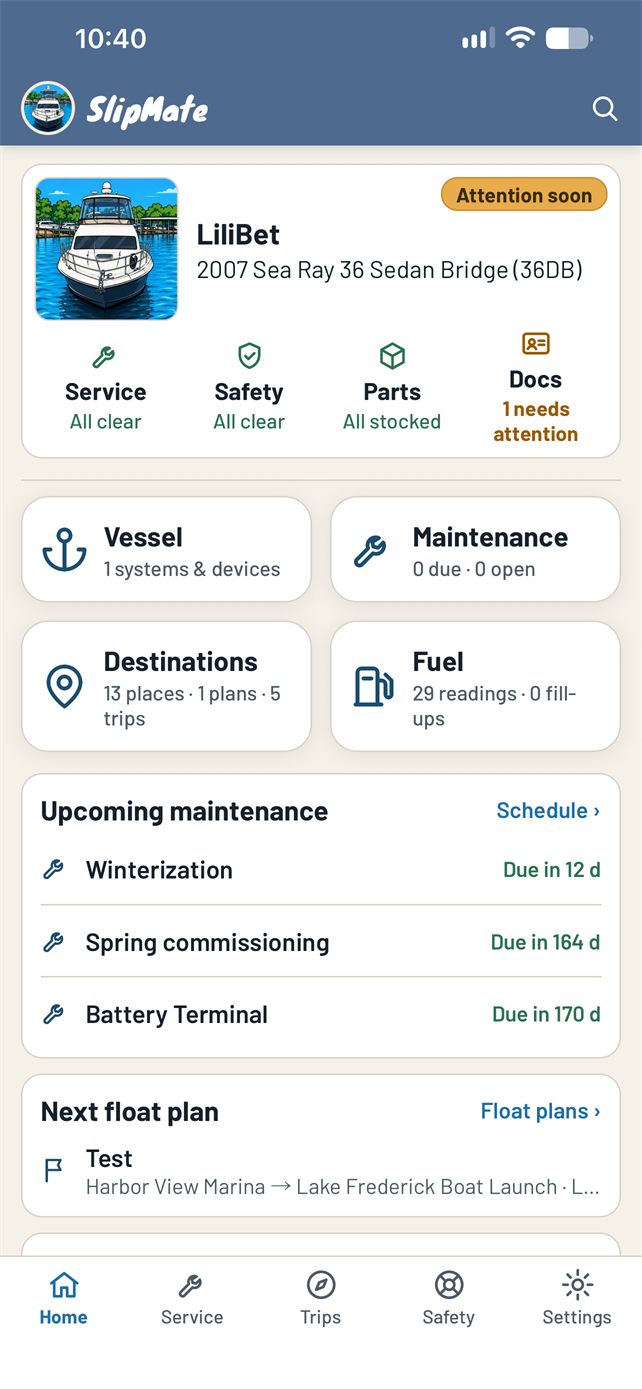 10:40
SlipMate
Attention soon
LiliBet
2007 Sea Ray 36 Sedan Bridge (36DB)
Service
All clear
Safety
All clear
Parts
All stocked
Docs
1 needs
attention
Vessel
1 systems & devices
Maintenance
0 due · 0 open
Destinations
13 places · 1 plans · 5
trips
Fuel
29 readings · 0 fill-
ups
Upcoming maintenance
Schedule ›
Winterization
Due in 12 d
Spring commissioning
Due in 164 d
Battery Terminal
Due in 170 d
Next float plan
Float plans ›
Test
Harbor View Marina → Lake Frederick Boat Launch · L...
Home
Service
Trips
Safety
Settings